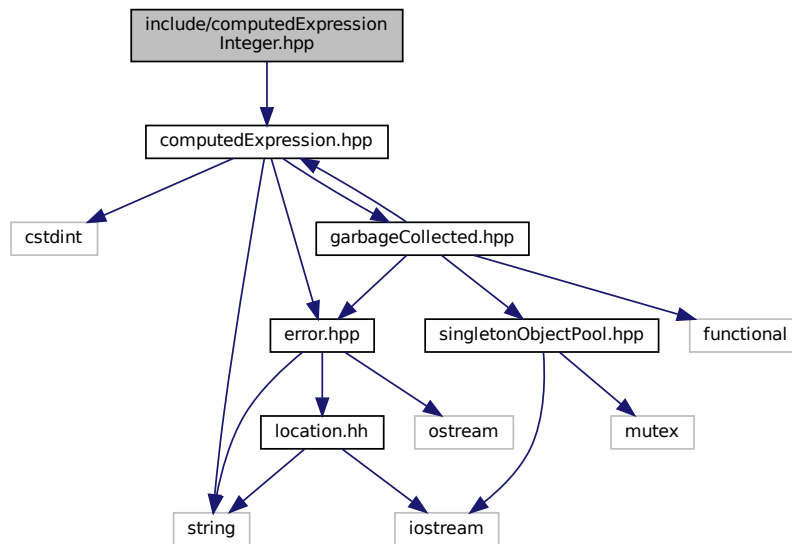 include/computedExpression
Integer.hpp
computedExpression.hpp
cstdint
garbageCollected.hpp
error.hpp
singletonObjectPool.hpp
functional
location.hh
ostream
mutex
string
iostream